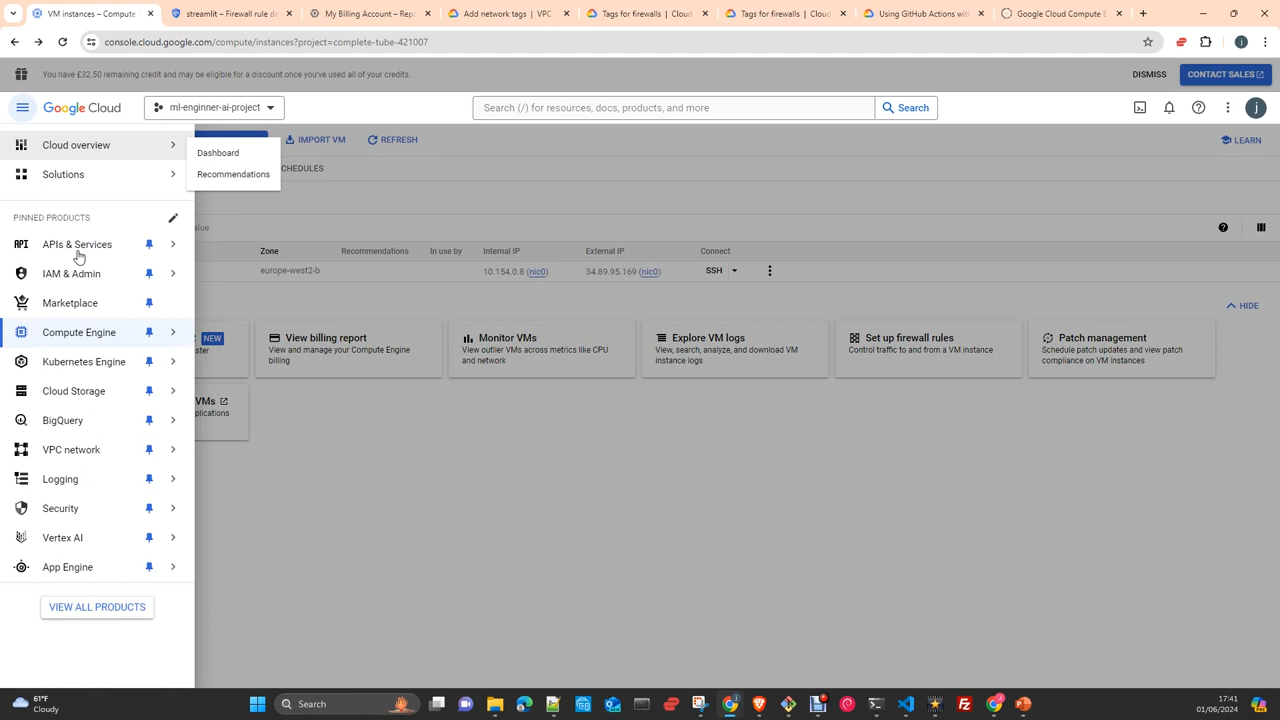 VM instances – Compute
streamlit – Firewall rule de
My Billing Account – Repo
Add network tags | VPC
Tags for firewalls | Cloud
Tags for firewalls | Cloud
Using GitHub Actions with
Google Cloud Compute E
console.cloud.google.com/compute/instances?project=complete-tube-421007
j
You have £32.50 remaining credit and may be eligible for a discount once you've used all of your credits.
DISMISS
CONTACT SALES
Google Cloud
ml-enginner-ai-project
Search (/) for resources, docs, products, and more
Search
j
Cloud overview
Dashboard
Recommendations
Solutions
IMPORT VM
REFRESH
LEARN
CHEDULES
PINNED PRODUCTS
API APIs & Services
IAM & Admin
Marketplace
Compute Engine
Kubernetes Engine
Cloud Storage
BigQuery
VPC network
Logging
Security
Vertex AI
App Engine
VIEW ALL PRODUCTS
alue
Zone
Recommendations
In use by
Internal IP
External IP
Connect
europe-west2-b
10.154.0.8 (nic0)
34.89.95.169 (nic0)
SSH
HIDE
NEW
ster
View billing report
View and manage your Compute Engine
billing
Monitor VMs
View outlier VMs across metrics like CPU
and network
Explore VM logs
View, search, analyze, and download VM
instance logs
Set up firewall rules
Control traffic to and from a VM instance
Patch management
Schedule patch updates and view patch
compliance on VM instances
VMs
plications
61°F
Cloudy
Search
17:41
01/06/2024